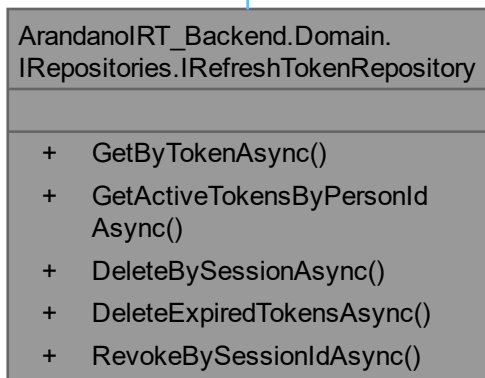 ArandanoIRT_Backend.Domain.
IRepositories.IRefreshTokenRepository
+ GetByTokenAsync()
+ GetActiveTokensByPersonId
Async()
+ DeleteBySessionAsync()
+ DeleteExpiredTokensAsync()
+ RevokeBySessionIdAsync()